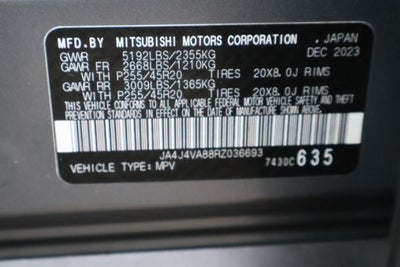 MFD.BY MITSUBISHI MOTORS CORPORATION, JAPAN
GVWR 5192LBS/2355KG DEC 2023
GAWR FR 2668LBS/1210KG
WITH P255/45R20 TIRES 20X8.0J RIMS
GAWR RR 3009LBS/1365KG
WITH P255/45R20 TIRES 20X8.0J RIMS
THIS VEHICLE CONFORMS TO ALL APPLICABLE FEDERAL
MOTOR VEHICLE SAFETY, BUMPER, AND THEFT
PREVENTION STANDARDS IN EFFECT ON THE DATE OF
MANUFACTURE SHOWN ABOVE.
JA4J4VA88RZ036693
VEHICLE TYPE: MPV 7430C 635